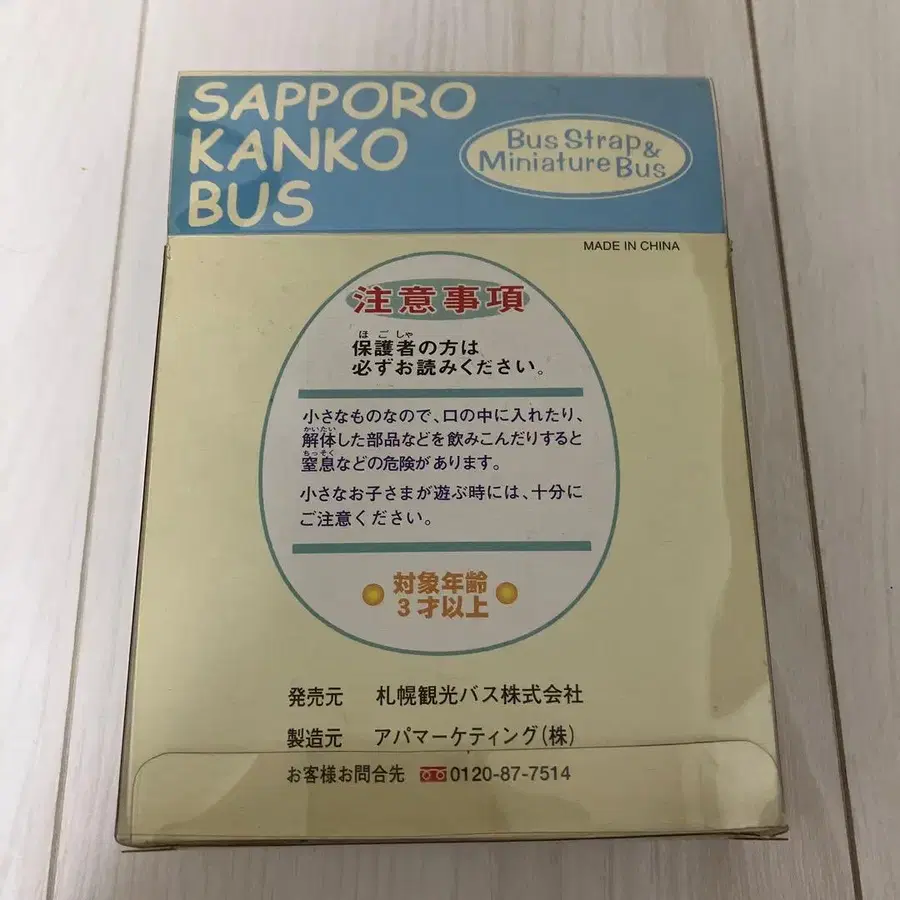 SAPPORO
KANKO
BUS
Bus Strap &
Miniature Bus
MADE IN CHINA
注意事項
ほごしゃ
保護者の方は
必ずお読みください。
小さなものなので、口の中に入れたり、
かいたい
解体した部品などを飲みこんだりすると
ちっそく
窒息などの危険があります。
小さなお子さまが遊ぶ時には、十分に
ご注意ください。
対象年齢
3才以上
発売元 札幌観光バス株式会社
製造元 アパマーケティング(株)
お客様お問合先 0120-87-7514